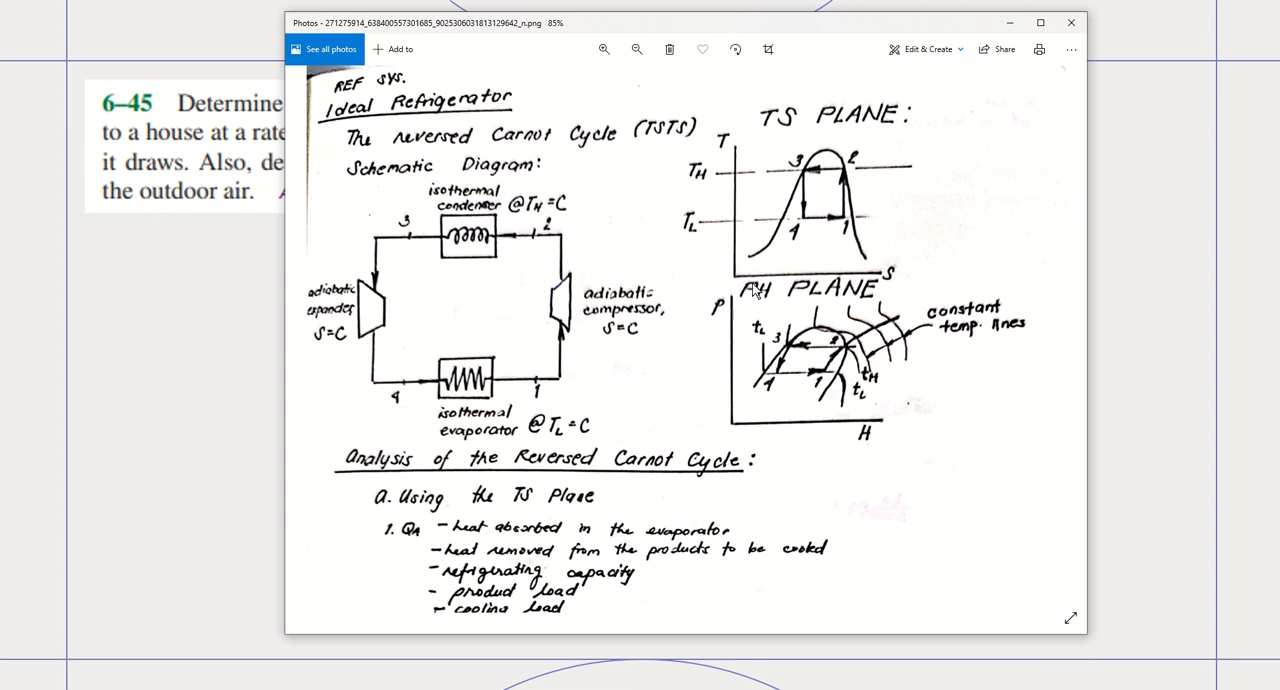 Photos - 271275914_638400557301685_9025306031813129642_n.png 85%
See all photos
Add to
Edit & Create
Share
6–45 Determine
to a house at a rate
it draws. Also, de
the outdoor air.
REF SYS.
Ideal Refrigerator
The reversed Carnot Cycle (TSTS)
Schematic Diagram:
isothermal
condenser @TH=C
3
2
adiabatic
expander
S=C
adiabatic
compressor,
S=C
4
1
isothermal
evaporator @TL=C
TS PLANE:
T
TH
3
2
TL
4
1
S
PH PLANE
P
tL
3
2
constant
temp. lines
4
1
tH
tL
H
Analysis of the Reversed Carnot Cycle:
a. Using the TS Plane
1. QA - heat absorbed in the evaporator
- heat removed from the products to be cooled
- refrigerating capacity
- product load
- cooling load